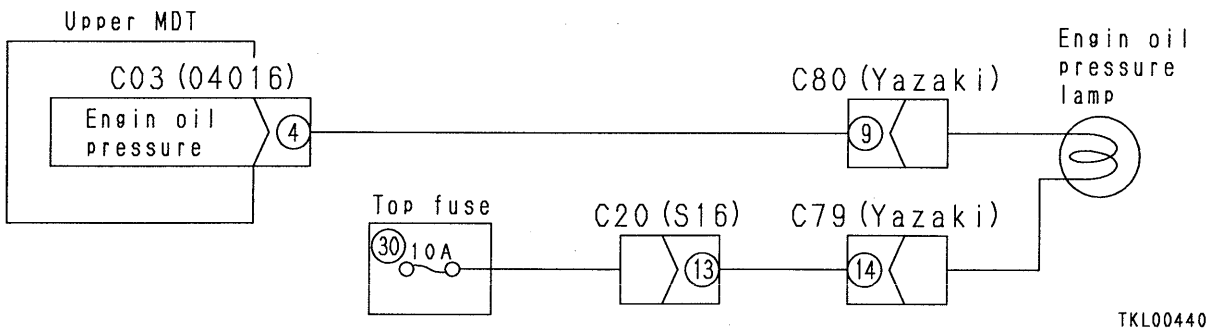 Upper MDT
C03 (04016)
Engin oil
pressure
4
C80 (Yazaki)
9
Engin oil
pressure
lamp
Top fuse
30
10A
C20 (S16)
13
C79 (Yazaki)
14
TKL00440